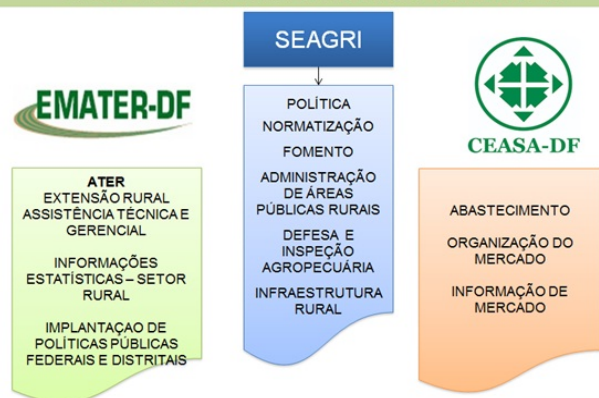 SEAGRI
EMATER-DF
ATER
EXTENSÃO RURAL
ASSISTÊNCIA TÉCNICA E
GERENCIAL
INFORMAÇÕES
ESTATÍSTICAS – SETOR
RURAL
IMPLANTAÇAO DE
POLÍTICAS PÚBLICAS
FEDERAIS E DISTRITAIS
POLÍTICA
NORMATIZAÇÃO
FOMENTO
ADMINISTRAÇÃO
DE ÁREAS
PÚBLICAS RURAIS
DEFESA E
INSPEÇÃO
AGROPECUÁRIA
INFRAESTRUTURA
RURAL
CEASA-DF
ABASTECIMENTO
ORGANIZAÇÃO DO
MERCADO
INFORMAÇÃO DE
MERCADO